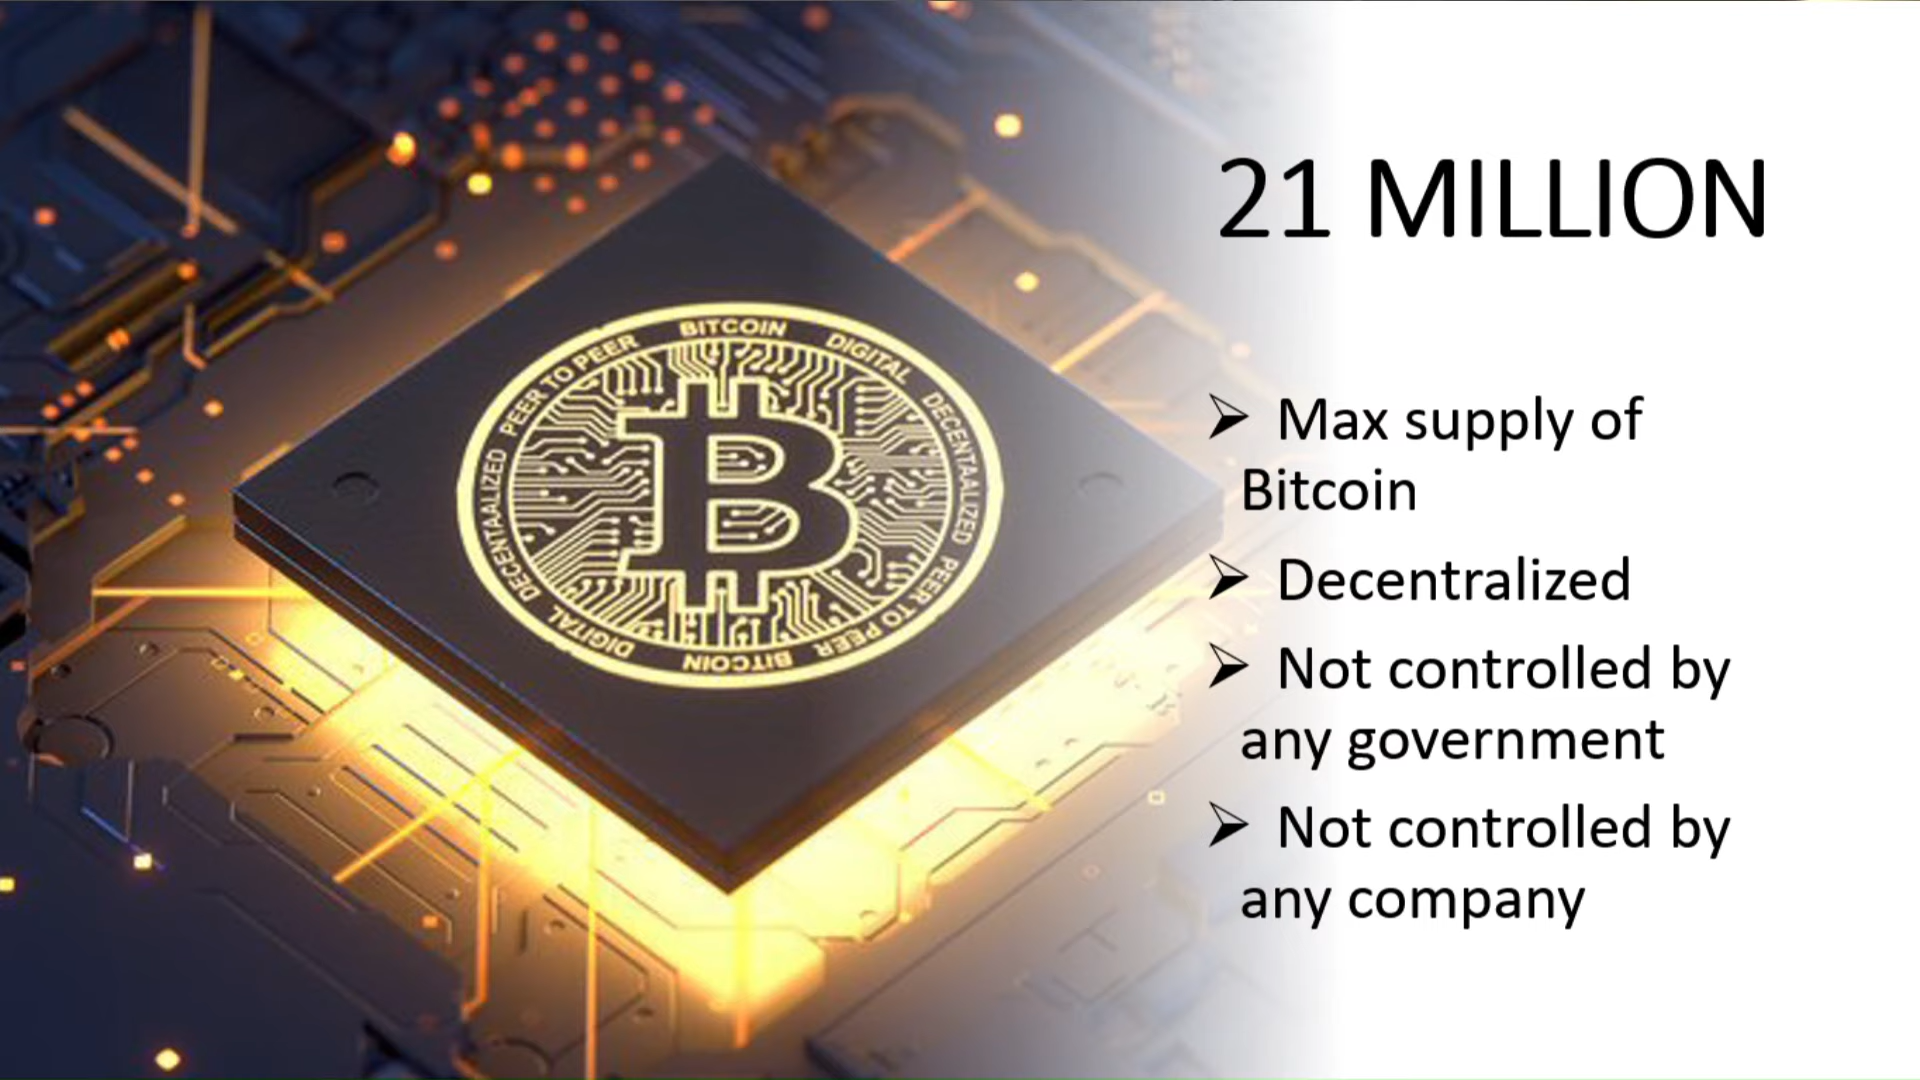 21 MILLION
➢ Max supply of
Bitcoin
➢ Decentralized
➢ Not controlled by
any government
➢ Not controlled by
any company
BITCOIN DIGITAL DECENTAALIZED PEER TO PEER BITCOIN DIGITAL DECENTAALIZED PEER TO PEER